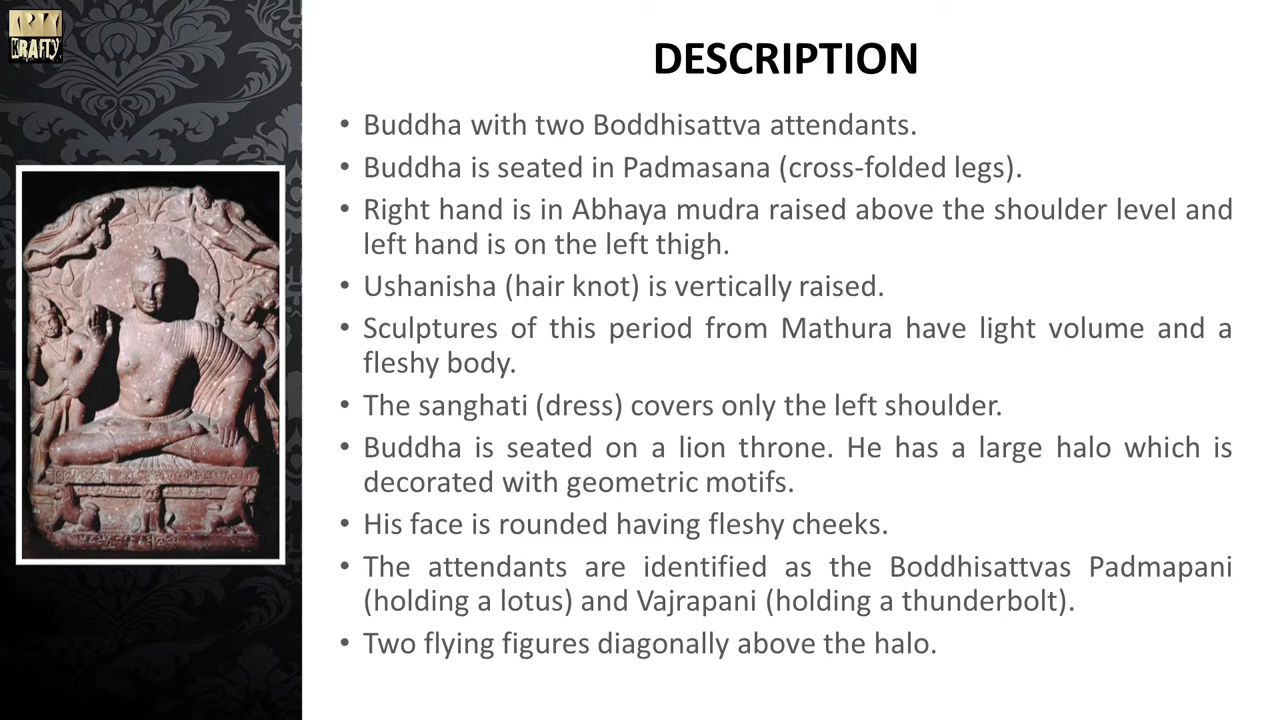 KRAFTY
DESCRIPTION
• Buddha with two Boddhisattva attendants.
• Buddha is seated in Padmasana (cross-folded legs).
• Right hand is in Abhaya mudra raised above the shoulder level and
left hand is on the left thigh.
• Ushanisha (hair knot) is vertically raised.
• Sculptures of this period from Mathura have light volume and a
fleshy body.
• The sanghati (dress) covers only the left shoulder.
• Buddha is seated on a lion throne. He has a large halo which is
decorated with geometric motifs.
• His face is rounded having fleshy cheeks.
• The attendants are identified as the Boddhisattvas Padmapani
(holding a lotus) and Vajrapani (holding a thunderbolt).
• Two flying figures diagonally above the halo.